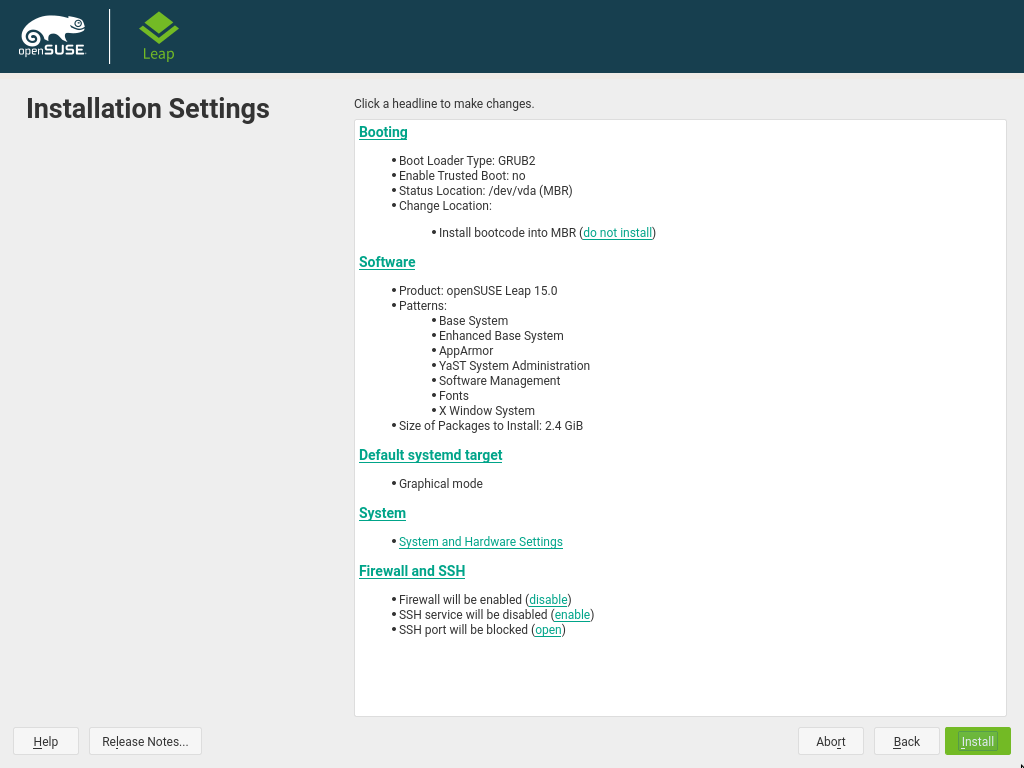 openSUSE
Leap
Installation Settings
Click a headline to make changes.
Booting
• Boot Loader Type: GRUB2
• Enable Trusted Boot: no
• Status Location: /dev/vda (MBR)
• Change Location:
• Install bootcode into MBR (do not install)
Software
• Product: openSUSE Leap 15.0
• Patterns:
• Base System
• Enhanced Base System
• AppArmor
• YaST System Administration
• Software Management
• Fonts
• X Window System
• Size of Packages to Install: 2.4 GiB
Default systemd target
• Graphical mode
System
• System and Hardware Settings
Firewall and SSH
• Firewall will be enabled (disable)
• SSH service will be disabled (enable)
• SSH port will be blocked (open)
Help Release Notes... Abort Back Install